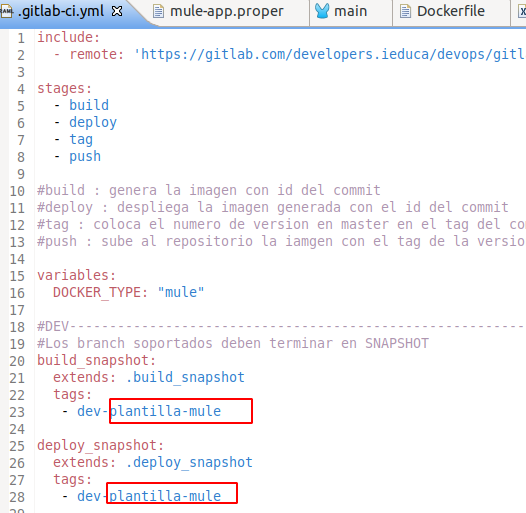 .gitlab-ci.yml
mule-app.proper
main
Dockerfile
1 include:
2 - remote: 'https://gitlab.com/developers.ieduca/devops/gitl
3
4 stages:
5 - build
6 - deploy
7 - tag
8 - push
9
10 #build : genera la imagen con id del commit
11 #deploy : despliega la imagen generada con el id del commit
12 #tag : coloca el numero de version en master en el tag del co
13 #push : sube al repositorio la iamgen con el tag de la versio
14
15 variables:
16 DOCKER_TYPE: "mule"
17
18 #DEV--------------------------------------------------------
19 #Los branch soportados deben terminar en SNAPSHOT
20 build_snapshot:
21 extends: .build_snapshot
22 tags:
23 - dev-plantilla-mule
24
25 deploy_snapshot:
26 extends: .deploy_snapshot
27 tags:
28 - dev-plantilla-mule